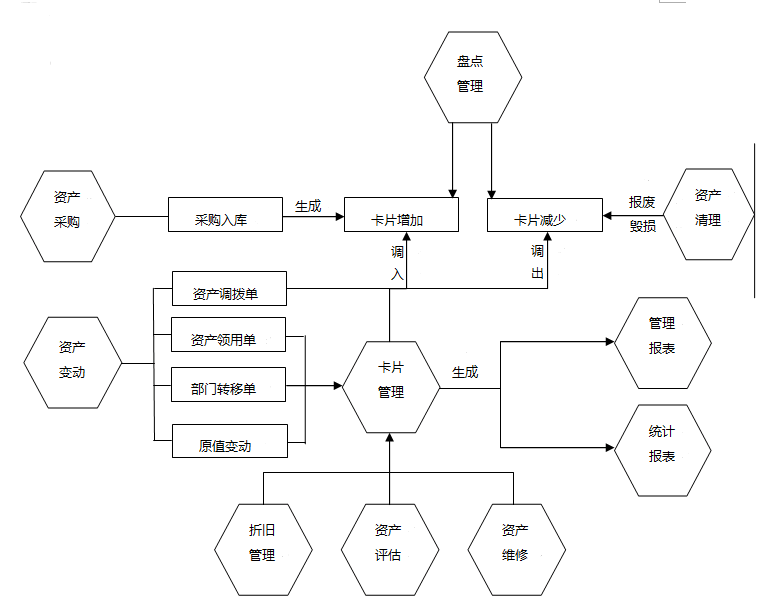 盘点
管理
资产
采购
采购入库
生成
卡片增加
卡片减少
报废
毁损
资产
清理
调
入
调
出
资产调拨单
资产领用单
部门转移单
原值变动
资产
变动
卡片
管理
生成
管理
报表
统计
报表
折旧
管理
资产
评估
资产
维修